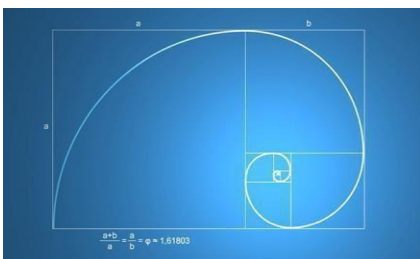 a b
a
a+b/a = a/b = φ ≈ 1,61803